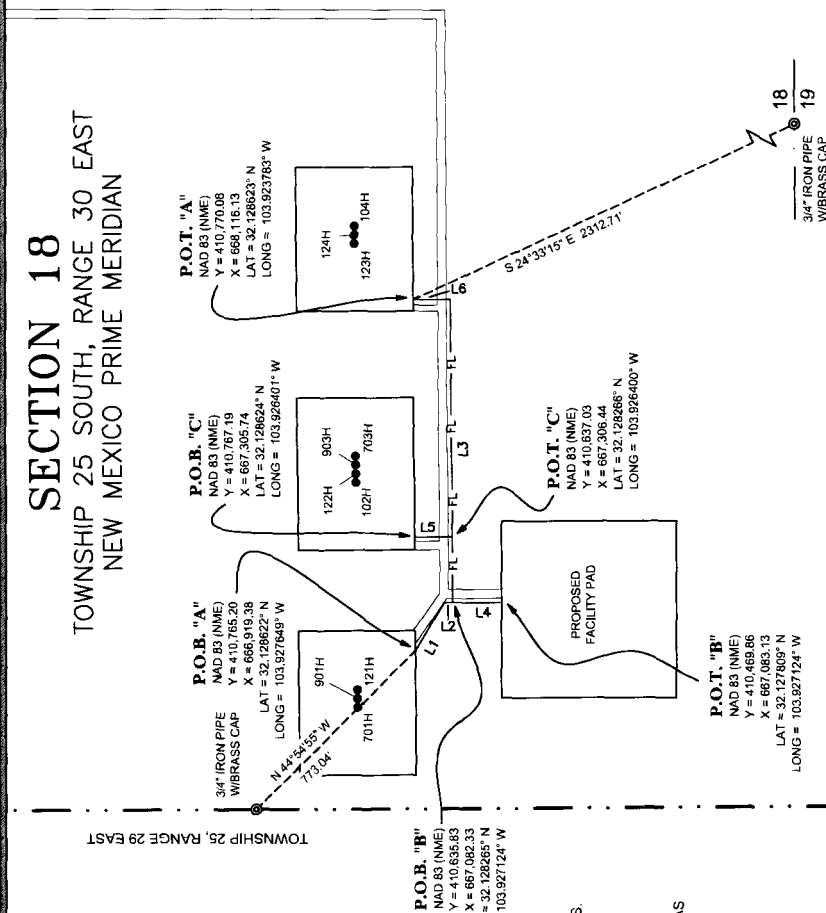 SECTION 18
TOWNSHIP 25 SOUTH, RANGE 30 EAST
NEW MEXICO PRIME MERIDIAN
P.O.T. "A"
NAD 83 (NME)
Y = 410,770.08
X = 668,116.13
LAT = 32.128623° N
LONG = 103.923783° W
124H
104H
123H
L6
S 24°33'15" E 2312.71'
18
19
3/4" IRON PIPE
W/BRASS CAP
P.O.B. "C"
NAD 83 (NME)
Y = 410,767.19
X = 667,305.74
LAT = 32.128624° N
LONG = 103.926401° W
903H
122H
703H
102H
L5
FL
FL
L3
FL
FL
P.O.T. "C"
NAD 83 (NME)
Y = 410,637.03
X = 667,306.44
LAT = 32.128266° N
LONG = 103.926400° W
P.O.B. "A"
NAD 83 (NME)
Y = 410,765.20
X = 666,919.38
LAT = 32.128622° N
LONG = 103.927649° W
3/4" IRON PIPE
W/BRASS CAP
N 44°54'55" W
773.04'
901H
121H
701H
L1
L2
L4
PROPOSED
FACILITY PAD
P.O.T. "B"
NAD 83 (NME)
Y = 410,469.86
X = 667,083.13
LAT = 32.127809° N
LONG = 103.927124° W
TOWNSHIP 25, RANGE 29 EAST
P.O.B. "B"
NAD 83 (NME)
Y = 410,635.83
X = 667,082.33
= 32.128265° N
103.927124° W
S.
AS